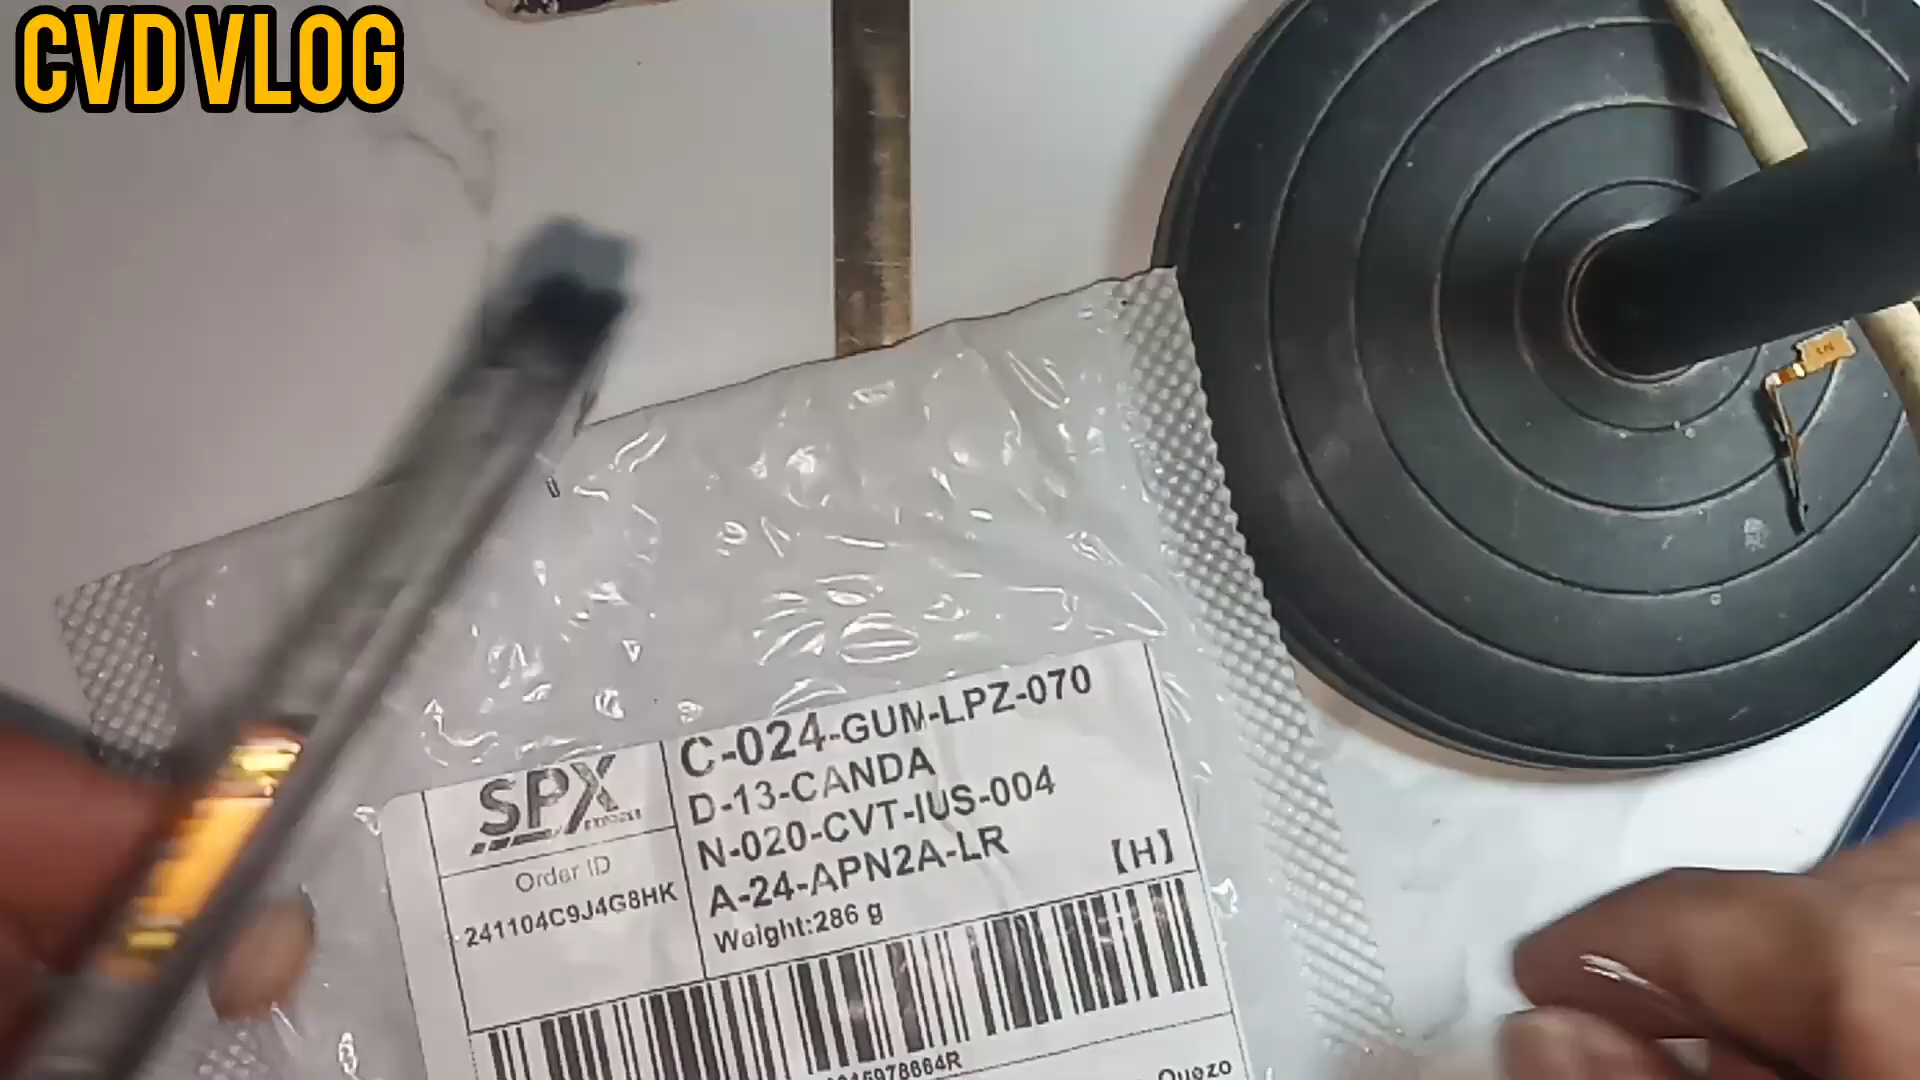 CVD VLOG
SPX
C-024-GUM-LPZ-070
D-13-CANDA
N-020-CVT-IUS-004
A-24-APN2A-LR
[H]
Order ID
241104C9J4G8HK
Weight:286 g